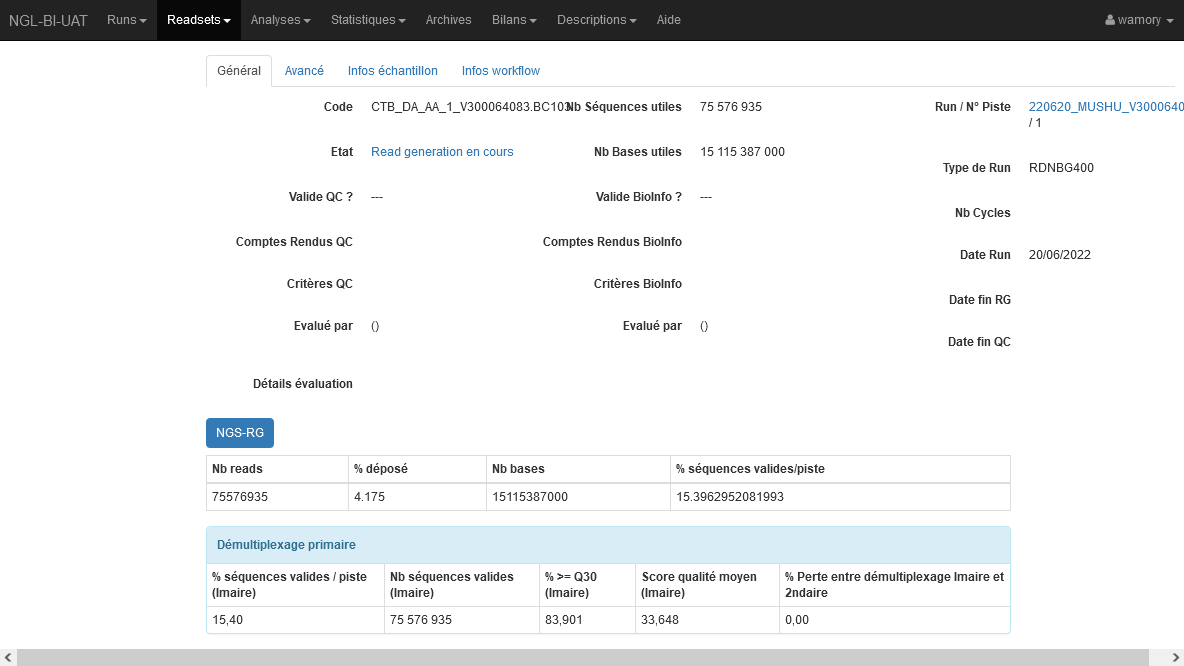 NGL-BI-UAT Runs Readsets Analyses Statistiques Archives Bilans Descriptions Aide wamory
Général Avancé Infos échantillon Infos workflow
Code CTB_DA_AA_1_V300064083.BC103 Nb Séquences utiles 75 576 935 Run / N° Piste 220620_MUSHU_V3000640
/ 1
Etat Read generation en cours Nb Bases utiles 15 115 387 000
Type de Run RDNBG400
Valide QC ? --- Valide BioInfo ? ---
Nb Cycles
Comptes Rendus QC Comptes Rendus BioInfo
Date Run 20/06/2022
Critères QC Critères BioInfo
Date fin RG
Evalué par () Evalué par ()
Date fin QC
Détails évaluation
NGS-RG
Nb reads % déposé Nb bases % séquences valides/piste
75576935 4.175 15115387000 15.3962952081993
Démultiplexage primaire
% séquences valides / piste Nb séquences valides % >= Q30 Score qualité moyen % Perte entre démultiplexage Imaire et
(Imaire) (Imaire) (Imaire) (Imaire) 2ndaire
15,40 75 576 935 83,901 33,648 0,00